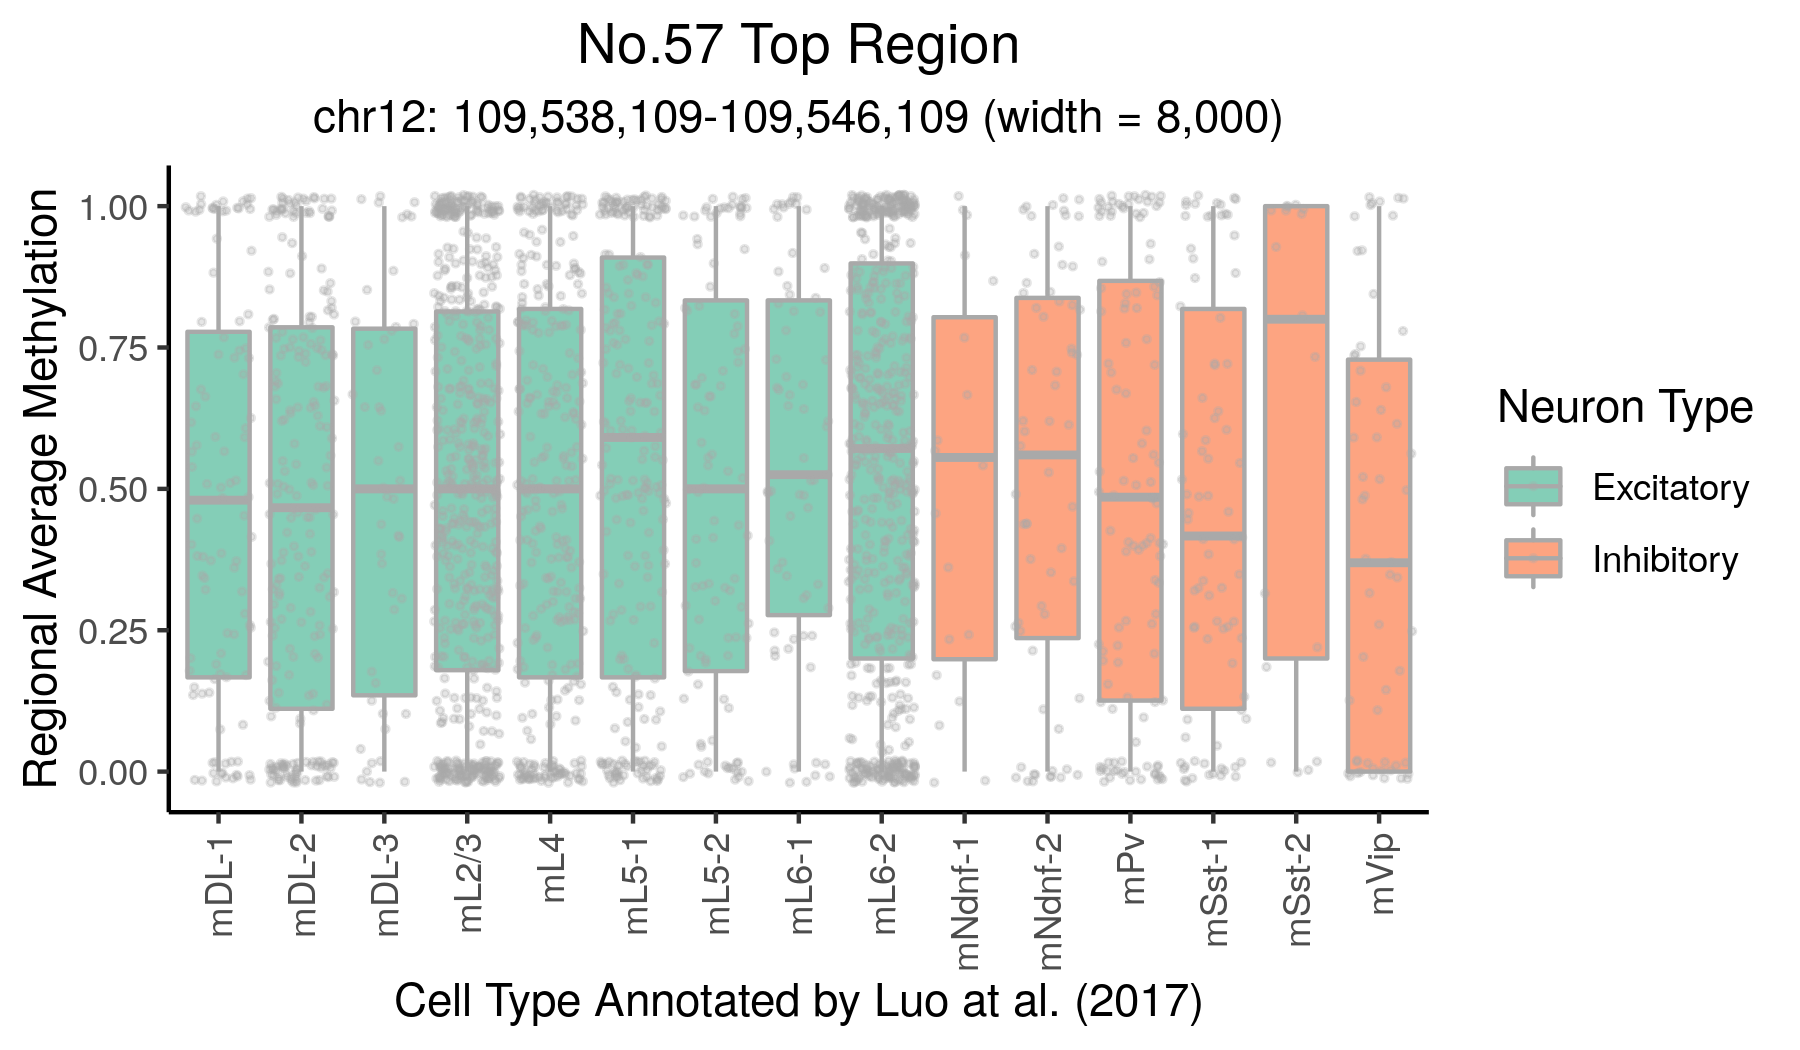 No.57 Top Region
chr12: 109,538,109-109,546,109 (width = 8,000)
Regional Average Methylation
1.00
0.75
0.50
0.25
0.00
mDL-1
mDL-2
mDL-3
mL2/3
mL4
mL5-1
mL5-2
mL6-1
mL6-2
mNdnf-1
mNdnf-2
mPv
mSst-1
mSst-2
mVip
Cell Type Annotated by Luo at al. (2017)
Neuron Type
Excitatory
Inhibitory